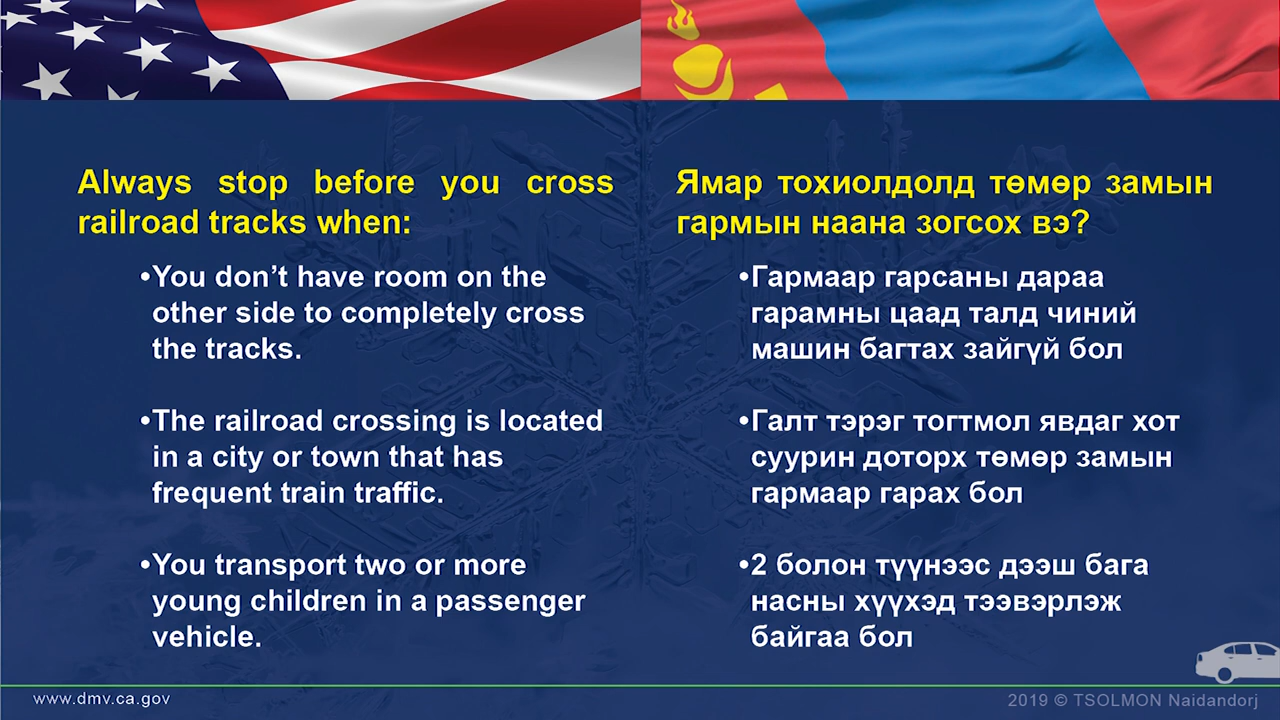 Always stop before you cross
railroad tracks when:
•You don’t have room on the
other side to completely cross
the tracks.
•The railroad crossing is located
in a city or town that has
frequent train traffic.
•You transport two or more
young children in a passenger
vehicle.
Ямар тохиолдолд төмөр замын
гармын наана зогсох вэ?
•Гармаар гарсаны дараа
гарамны цаад талд чиний
машин багтах зайгүй бол
•Галт тэрэг тогтмол явдаг хот
суурин доторх төмөр замын
гармаар гарах бол
•2 болон түүнээс дээш бага
насны хүүхэд тээвэрлэж
байгаа бол
www.dmv.ca.gov
2019 © TSOLMON Naidandorj